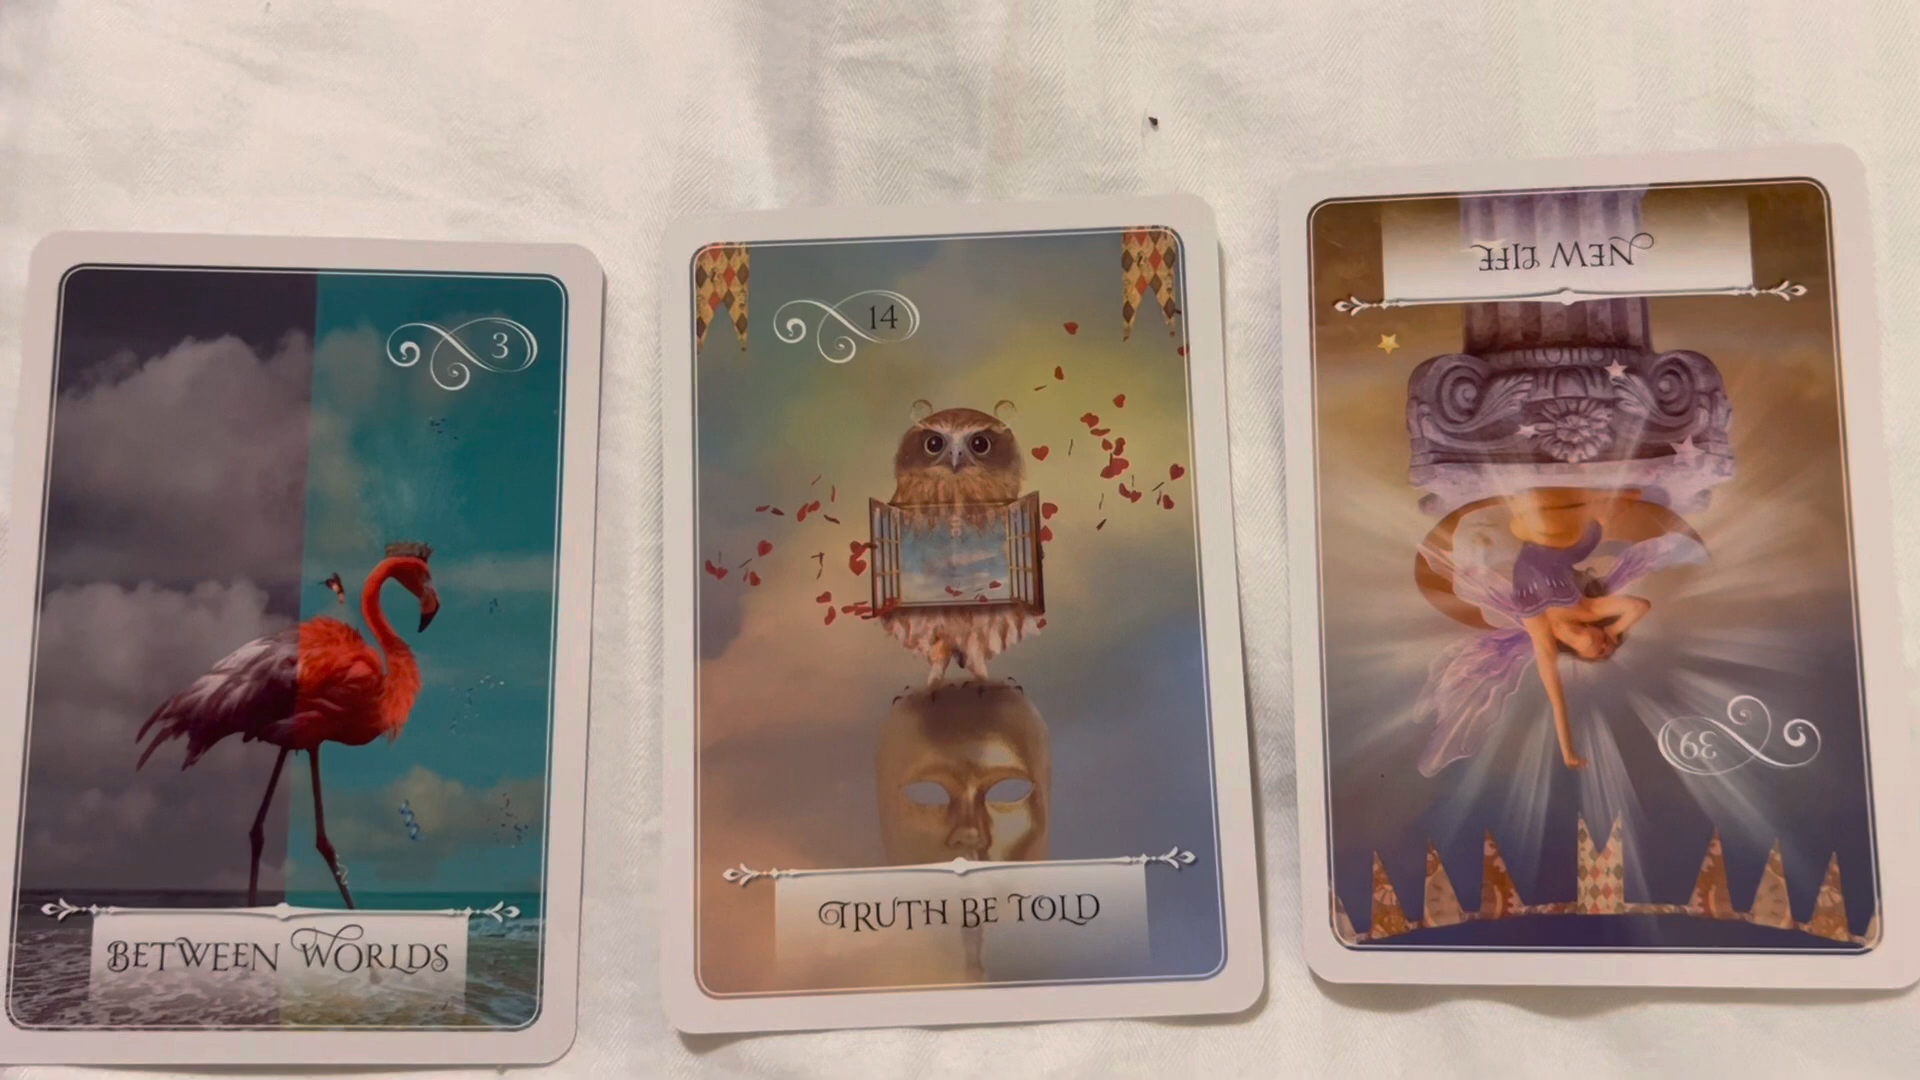 3
BETWEEN WORLDS
14
TRUTH BE TOLD
NEW LIFE
39